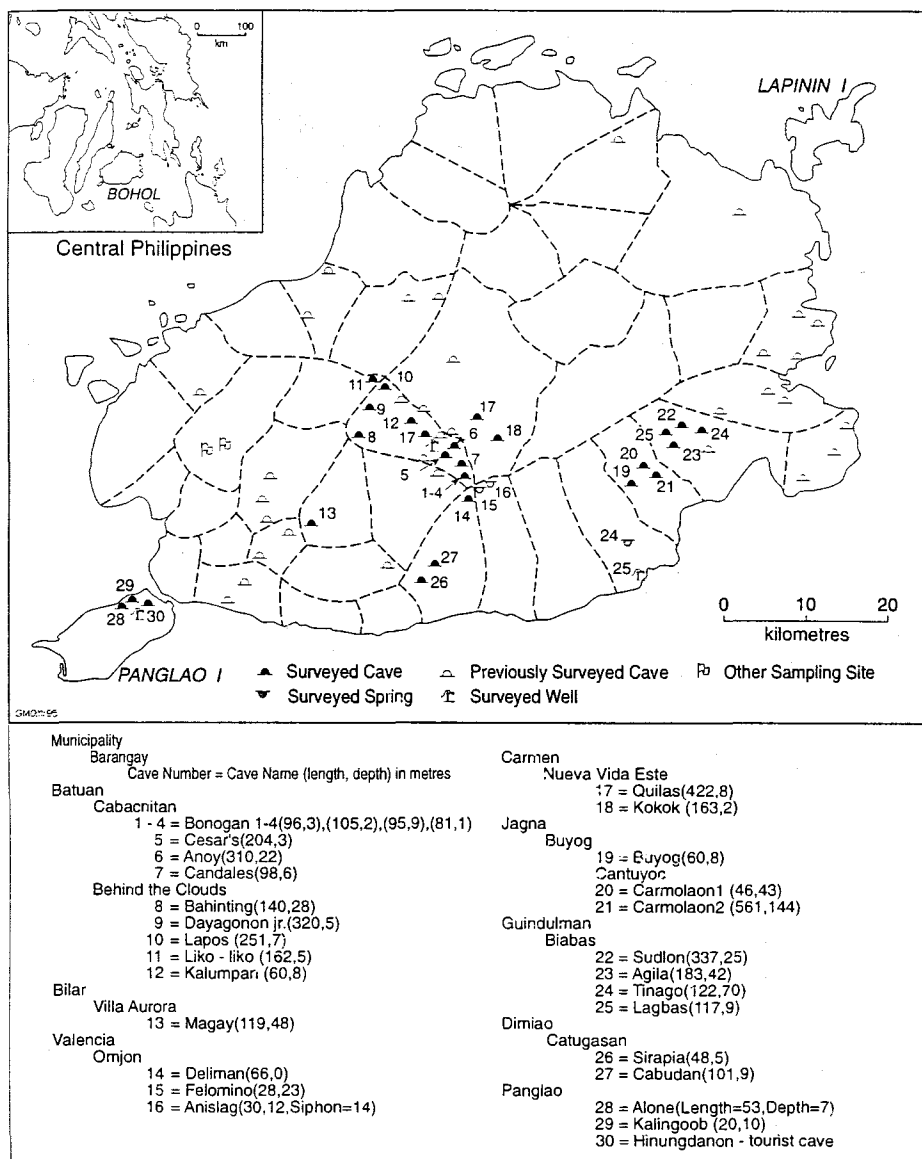 0 100
km
BOHOL
Central Philippines
LAPININ I
11
10
9
12
17
17
8
6
18
5
7
1-4
16
15
14
13
27
26
22
25
24
23
20
19
21
24
25
29
28
30
PANGLAO I
0 10 20
kilometres
Surveyed Cave
Previously Surveyed Cave
Other Sampling Site
Surveyed Spring
Surveyed Well
Municipality
Barangay
Cave Number = Cave Name (length, depth) in metres
Batuan
Cabacnitan
1 - 4 = Bonogan 1-4(96,3),(105,2),(95,9),(81,1)
5 = Cesar's(204,3)
6 = Anoy(310,22)
7 = Candales(98,6)
Behind the Clouds
8 = Bahinting(140,28)
9 = Dayagonon jr.(320,5)
10 = Lapos (251,7)
11 = Liko - liko (162,5)
12 = Kalumpari (60,8)
Bilar
Villa Aurora
13 = Magay(119,48)
Valencia
Omjon
14 = Deliman(66,0)
15 = Felomino(28,23)
16 = Anislag(30,12,Siphon=14)
Carmen
Nueva Vida Este
17 = Quilas(422,8)
18 = Kokok (163,2)
Jagna
Buyog
19 = Buyog(60,8)
Cantuyoc
20 = Carmolaon1 (46,43)
21 = Carmolaon2 (561,144)
Guindulman
Biabas
22 = Sudlon(337,25)
23 = Agila(183,42)
24 = Tinago(122,70)
25 = Lagbas(117,9)
Dimiao
Catugasan
26 = Sirapia(48,5)
27 = Cabudan(101,9)
Panglao
28 = Alone(Length=53,Depth=7)
29 = Kalingoob (20,10)
30 = Hinungdanon - tourist cave